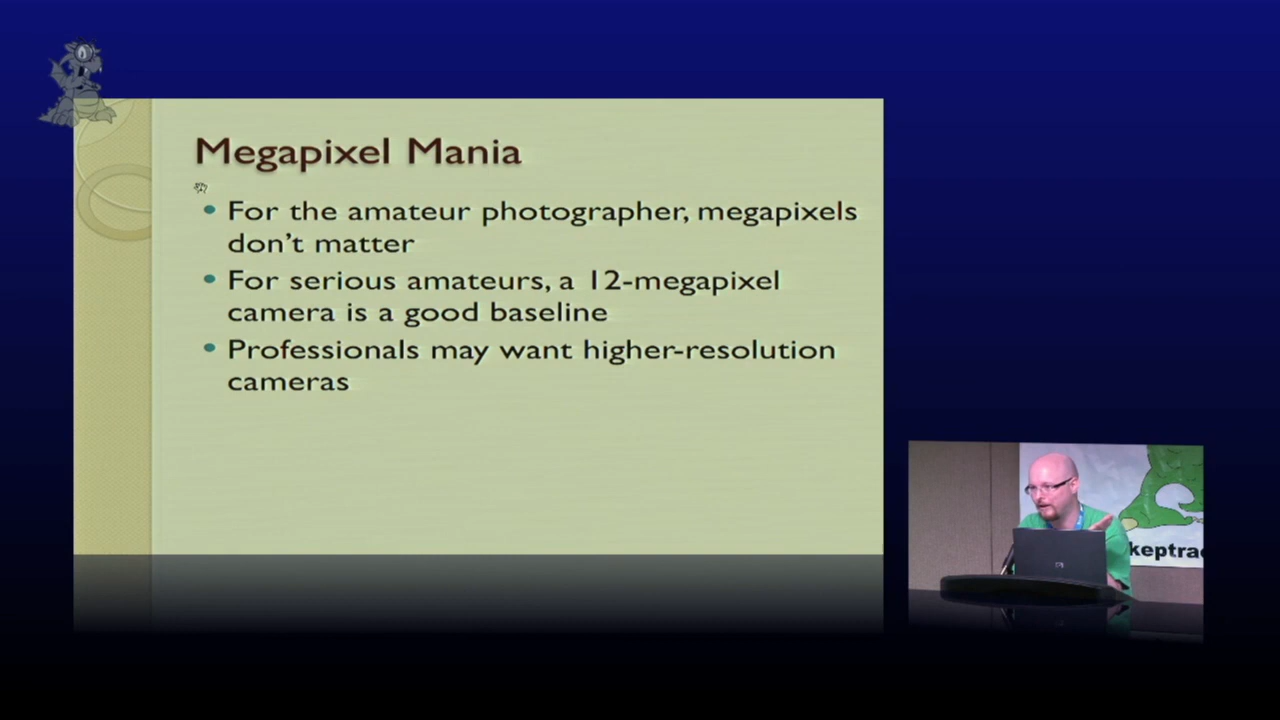 Megapixel Mania
• For the amateur photographer, megapixels
don't matter
• For serious amateurs, a 12-megapixel
camera is a good baseline
• Professionals may want higher-resolution
cameras
keptra